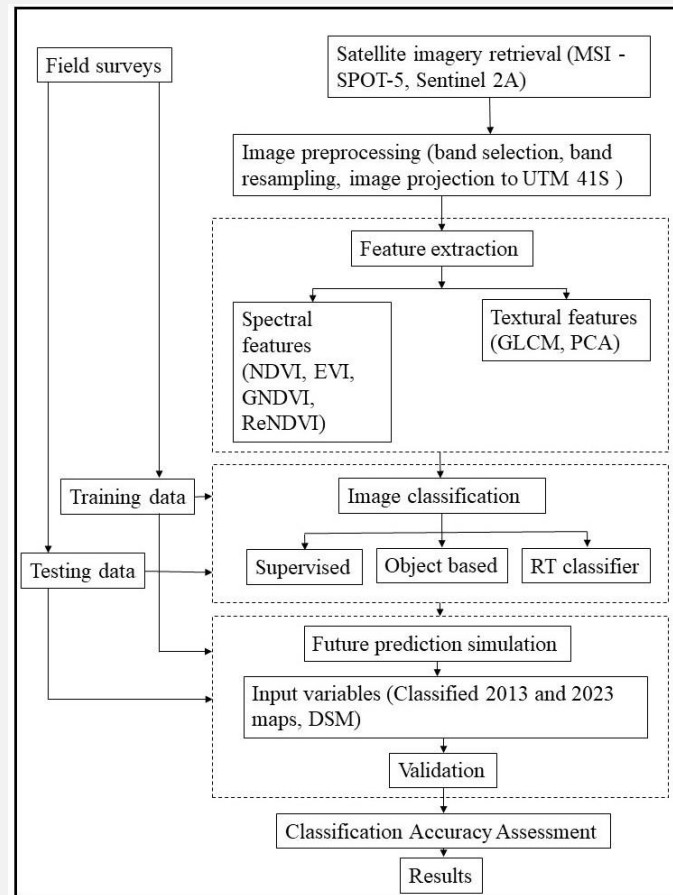 Field surveys
Satellite imagery retrieval (MSI -
SPOT-5, Sentinel 2A)
Image preprocessing (band selection, band
resampling, image projection to UTM 41S )
Feature extraction
Spectral
features
(NDVI, EVI,
GNDVI,
ReNDVI)
Textural features
(GLCM, PCA)
Training data
Image classification
Testing data
Supervised
Object based
RT classifier
Future prediction simulation
Input variables (Classified 2013 and 2023
maps, DSM)
Validation
Classification Accuracy Assessment
Results